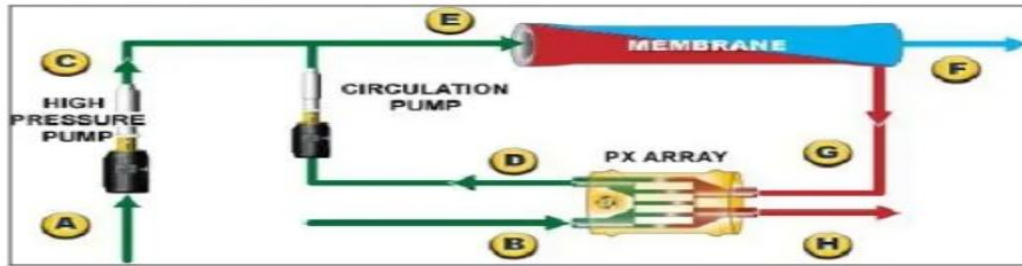 E
MEMBRANE
C
F
CIRCULATION
PUMP
HIGH
PRESSURE
PUMP
D
PX ARRAY
G
A
B
H